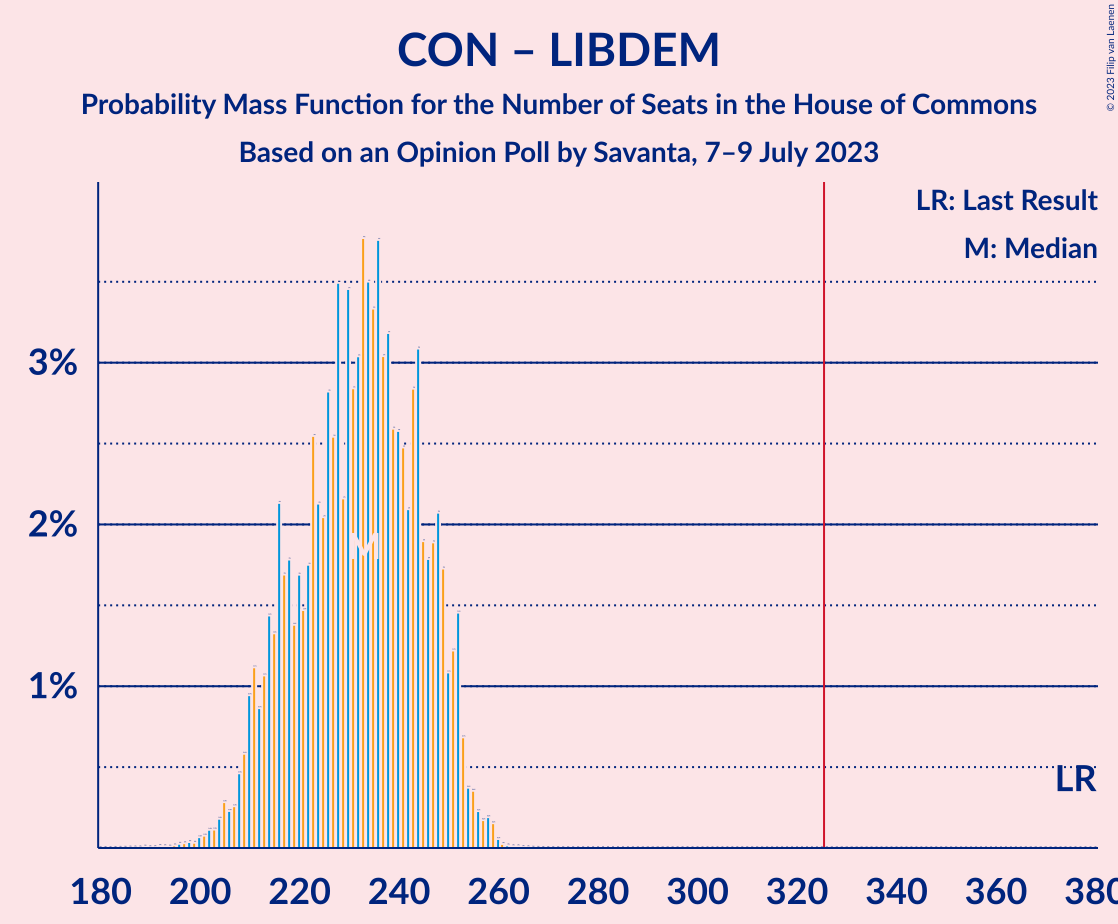 CON – LIBDEM
Probability Mass Function for the Number of Seats in the House of Commons
Based on an Opinion Poll by Savanta, 7–9 July 2023
© 2023 Filip van Laenen
LR: Last Result
M: Median
3%
2%
1%
LR
180 200 220 240 260 280 300 320 340 360 380